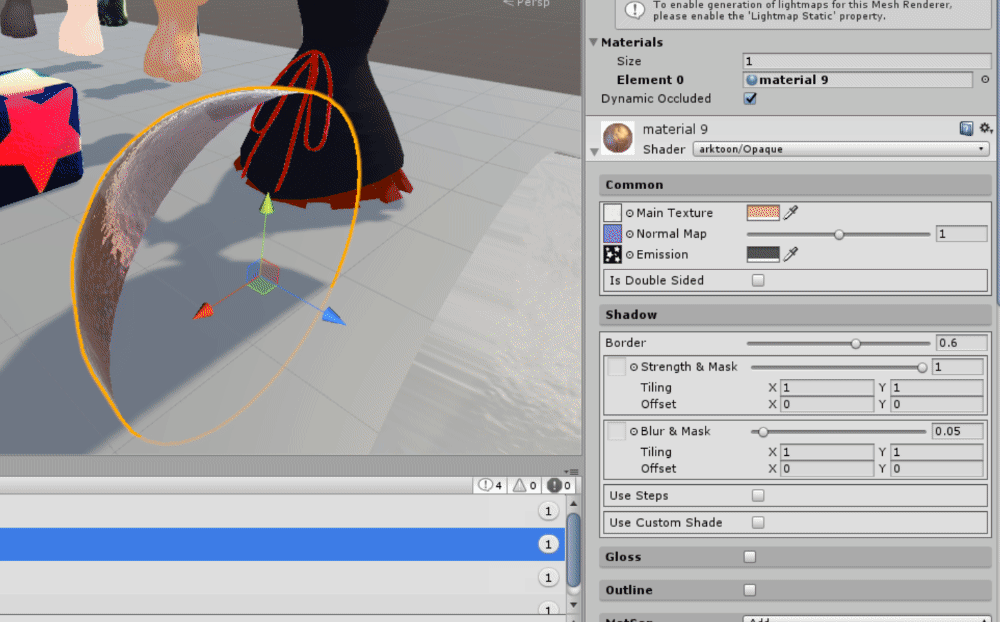 Persp
To enable generation of lightmaps for this Mesh Renderer,
please enable the 'Lightmap Static' property.
Materials
Size 1
Element 0 material 9
Dynamic Occluded
material 9
Shader arktoon/Opaque
Common
Main Texture
Normal Map 1
Emission
Is Double Sided
Shadow
Border 0.6
Strength & Mask 1
Tiling X 1 Y 1
Offset X 0 Y 0
Blur & Mask 0.05
Tiling X 1 Y 1
Offset X 0 Y 0
Use Steps
Use Custom Shade
Gloss
Outline
MatCap Add
4 0 0
1
1
1
1